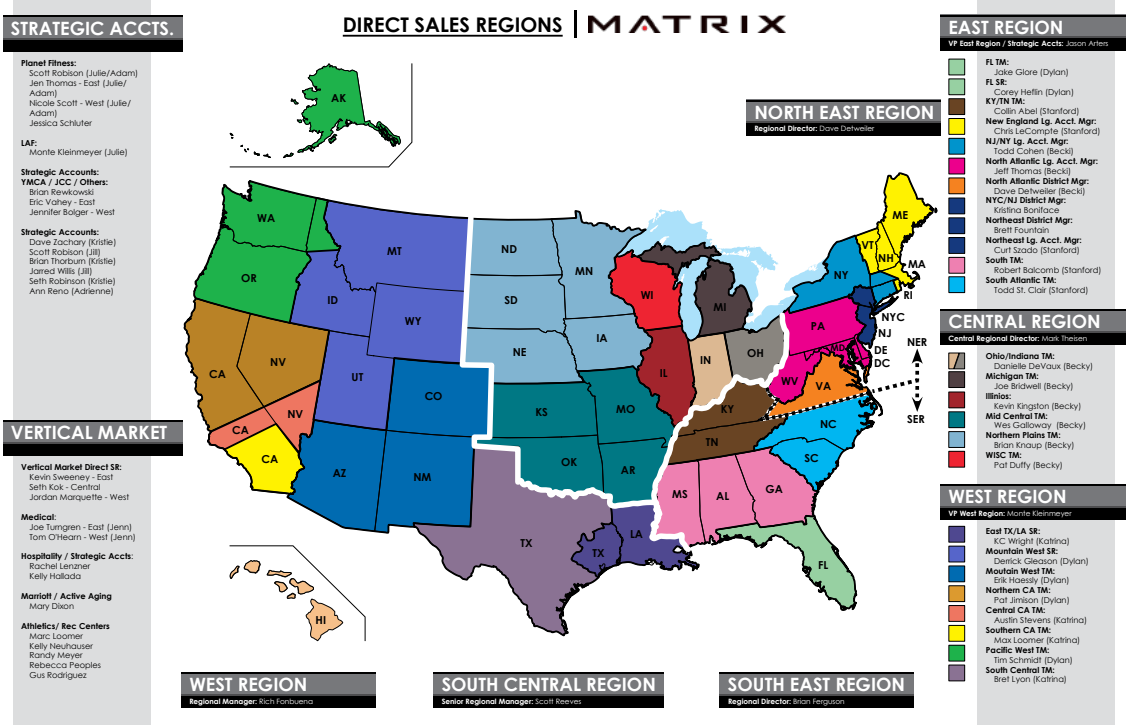 DIRECT SALES REGIONS | MATRIX
STRATEGIC ACCTS.
Planet Fitness:
Scott Robison (Julie/Adam)
Jen Thomas - East (Julie/
Adam)
Nicole Scott - West (Julie/
Adam)
Jessica Schluter
LAF:
Monte Kleinmeyer (Julie)
Strategic Accounts:
YMCA / JCC / Others:
Brian Rewkowski
Eric Vahey - East
Jennifer Bolger - West
Strategic Accounts:
Dave Zachary (Kristie)
Scott Robison (Jill)
Brian Thorburn (Kristie)
Jarred Willis (Jill)
Seth Robinson (Kristie)
Ann Reno (Adrienne)
VERTICAL MARKET
Vertical Market Direct SR:
Kevin Sweeney - East
Seth Kok - Central
Jordan Marquette - West
Medical:
Joe Turngren - East (Jenn)
Tom O'Hearn - West (Jenn)
Hospitality / Strategic Accts:
Rachel Lenzner
Kelly Hallada
Marriott / Active Aging
Mary Dixon
Athletics/ Rec Centers
Marc Loomer
Kelly Neuhauser
Randy Meyer
Rebecca Peoples
Gus Rodriguez
NORTH EAST REGION
Regional Director: Dave Detweiler
AK
WA
OR
MT
ID
WY
CA
NV
UT
CO
NV
CA
CA
AZ
NM
ND
MN
SD
NE
IA
WI
MI
IL
IN
OH
KS
MO
OK
AR
TX
TX
LA
KY
TN
MS
AL
GA
FL
NC
SC
VA
WV
PA
MD
NY
VT
NH
ME
MA
RI
NYC
NJ
DE
DC
NER
SER
HI
WEST REGION
Regional Manager: Rich Fonbuena
SOUTH CENTRAL REGION
Senior Regional Manager: Scott Reeves
SOUTH EAST REGION
Regional Director: Brian Ferguson
EAST REGION
VP East Region / Strategic Accts: Jason Arters
FL TM:
Jake Glore (Dylan)
FL SR:
Corey Heflin (Dylan)
KY/TN TM:
Collin Abel (Stanford)
New England Lg. Acct. Mgr:
Chris LeCompte (Stanford)
NJ/NY Lg. Acct. Mgr:
Todd Cohen (Becki)
North Atlantic Lg. Acct. Mgr:
Jeff Thomas (Becki)
North Atlantic District Mgr:
Dave Detweiler (Becki)
NYC/NJ District Mgr:
Kristina Boniface
Northeast District Mgr:
Brett Fountain
Northeast Lg. Acct. Mgr:
Curt Szado (Stanford)
South TM:
Robert Balcomb (Stanford)
South Atlantic TM:
Todd St. Clair (Stanford)
CENTRAL REGION
Central Regional Director: Mark Theisen
Ohio/Indiana TM:
Danielle DeVaux (Becky)
Michigan TM:
Joe Bridwell (Becky)
Illinios:
Kevin Kingston (Becky)
Mid Central TM:
Wes Galloway (Becky)
Northern Plains TM:
Brian Knaup (Becky)
WISC TM:
Pat Duffy (Becky)
WEST REGION
VP West Region: Monte Kleinmeyer
East TX/LA SR:
KC Wright (Katrina)
Mountain West SR:
Derrick Gleason (Dylan)
Moutain West TM:
Erik Haessly (Dylan)
Northern CA TM:
Pat Jimison (Dylan)
Central CA TM:
Austin Stevens (Katrina)
Southern CA TM:
Max Loomer (Katrina)
Pacific West TM:
Tim Schmidt (Dylan)
South Central TM:
Bret Lyon (Katrina)